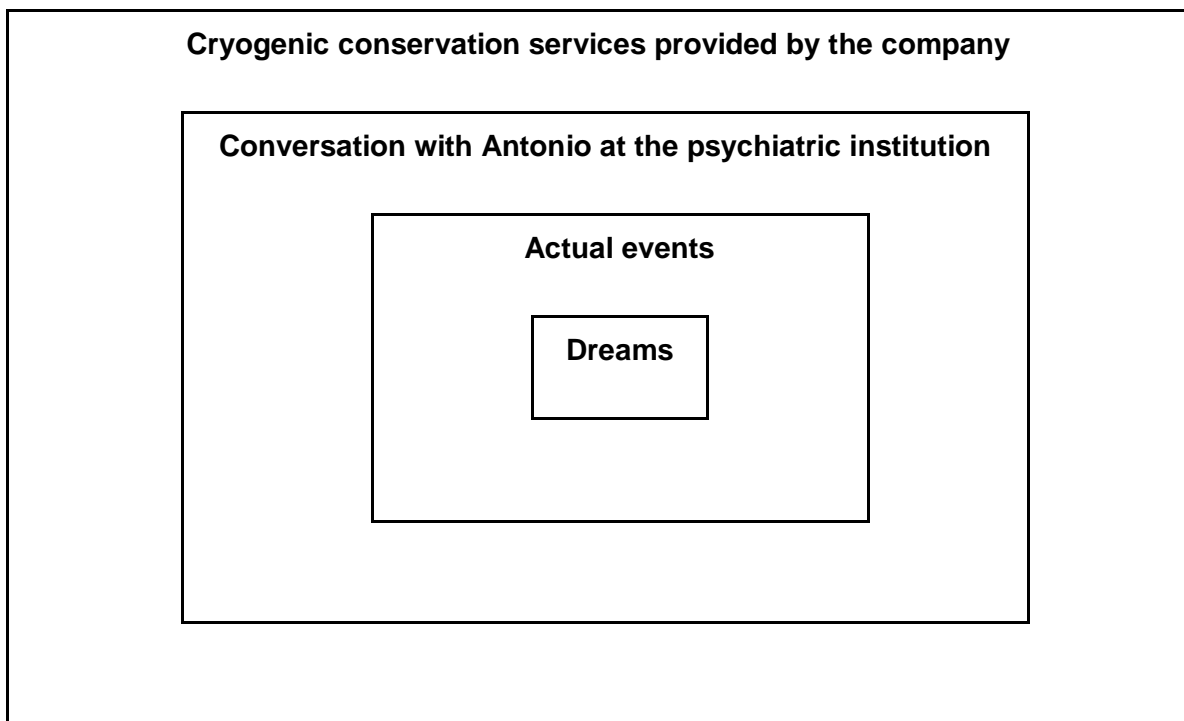 Cryogenic conservation services provided by the company
Conversation with Antonio at the psychiatric institution
Actual events
Dreams